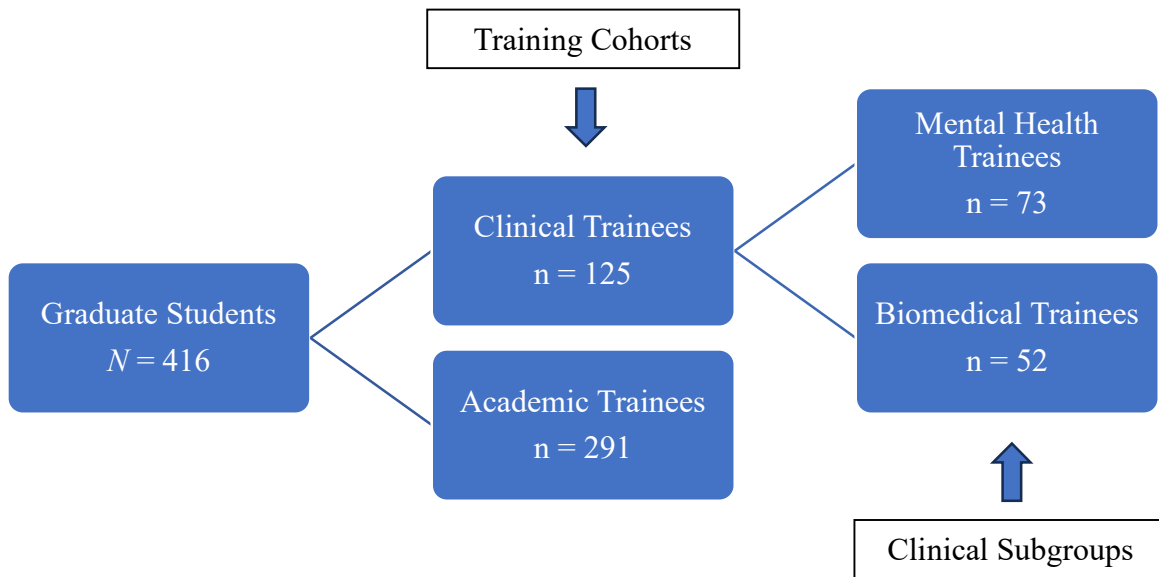 Training Cohorts
Mental Health
Trainees
n = 73
Clinical Trainees
n = 125
Graduate Students
N = 416
Biomedical Trainees
n = 52
Academic Trainees
n = 291
Clinical Subgroups